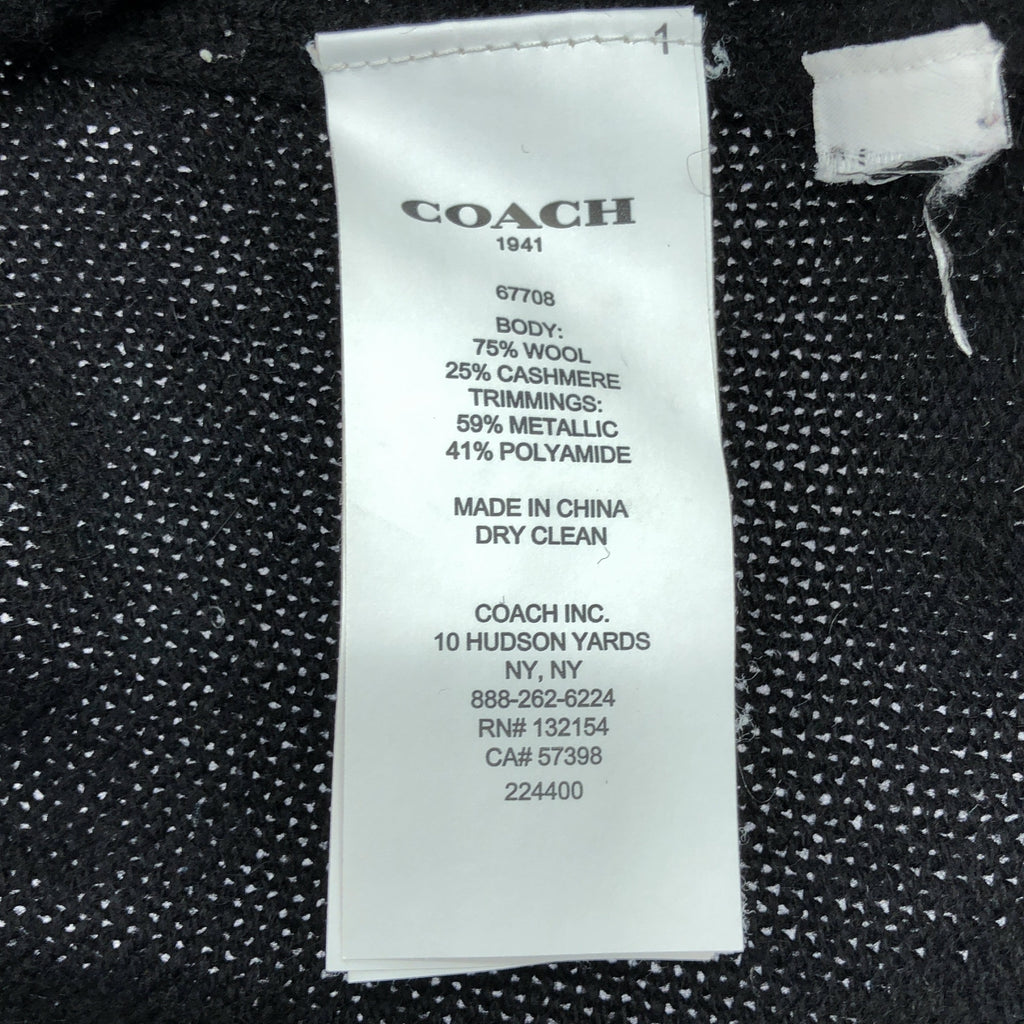 1
COACH
1941
67708
BODY:
75% WOOL
25% CASHMERE
TRIMMINGS:
59% METALLIC
41% POLYAMIDE
MADE IN CHINA
DRY CLEAN
COACH INC.
10 HUDSON YARDS
NY, NY
888-262-6224
RN# 132154
CA# 57398
224400